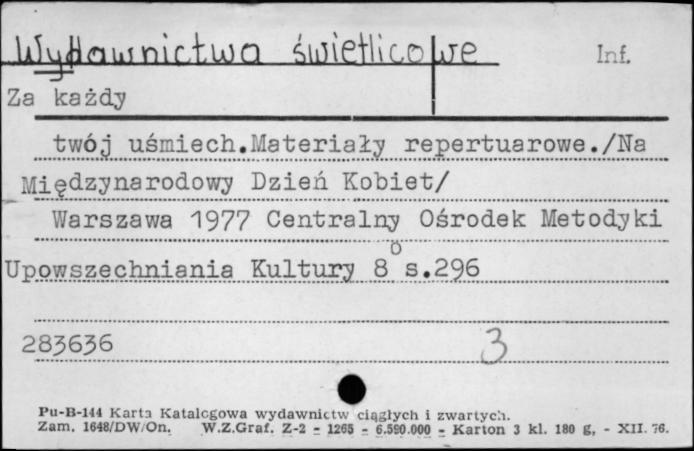 Wydawnictwa świetlicowe Inf.
Za każdy
twój uśmiech.Materiały repertuarowe./Na
Międzynarodowy Dzień Kobiet/
Warszawa 1977 Centralny Ośrodek Metodyki
Upowszechniania Kultury 8° s.296
283636 3
Pu-B-144 Karta Katalogowa wydawnictw ciągłych i zwartych.
Zam. 1648/DW/On. W.Z.Graf. Z-2 - 1265 - 6.590.000 - Karton 3 kl. 180 g, - XII. 76.